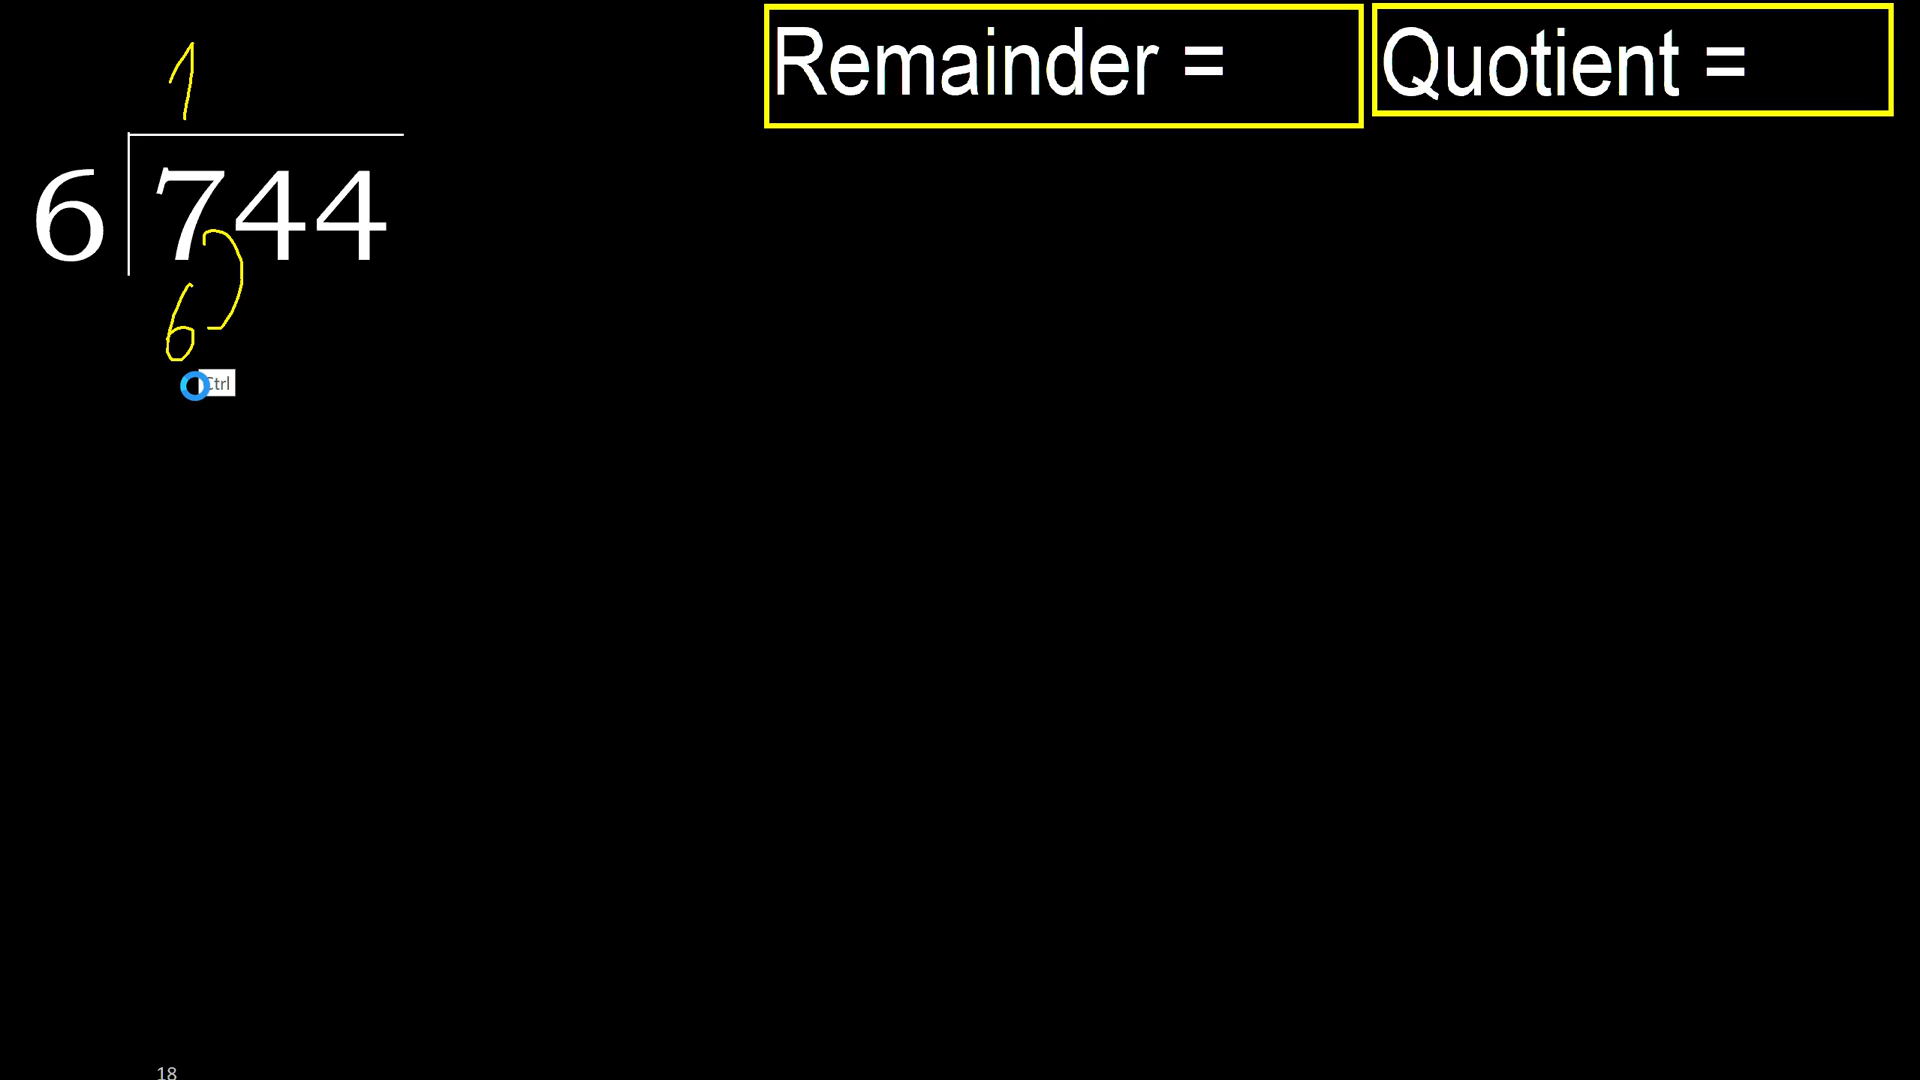 Remainder =
Quotient =
1
6 744
6
Ctrl
18